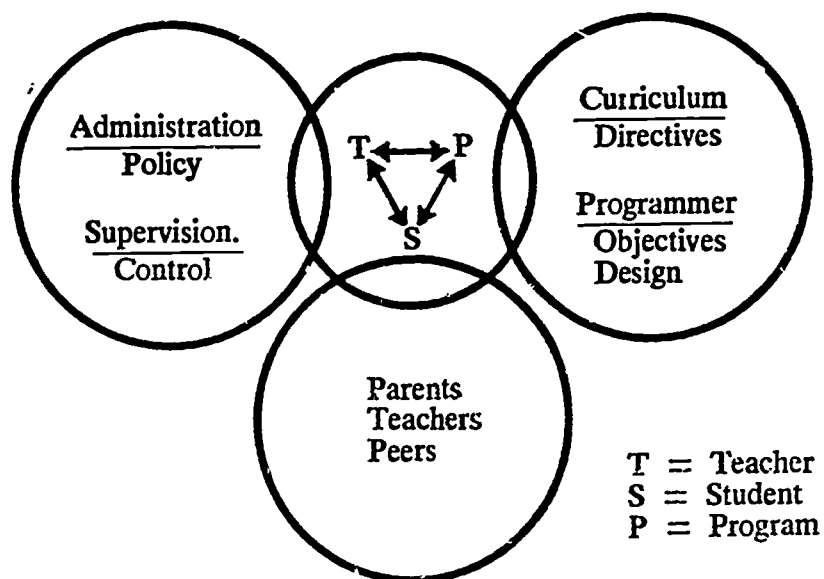 Administration
Policy
Supervision.
Control
T P
S
Curriculum
Directives
Programmer
Objectives
Design
Parents
Teachers
Peers
T = Teacher
S = Student
P = Program